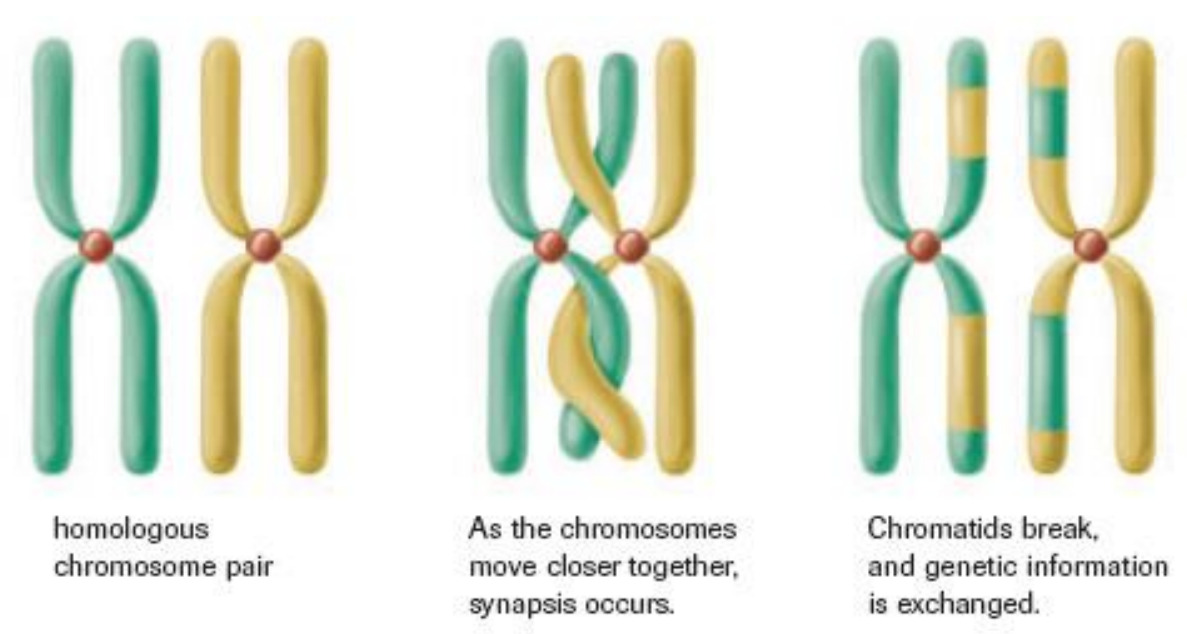 homologous
chromosome pair
As the chromosomes
move closer together,
synapsis occurs.
Chromatids break,
and genetic information
is exchanged.